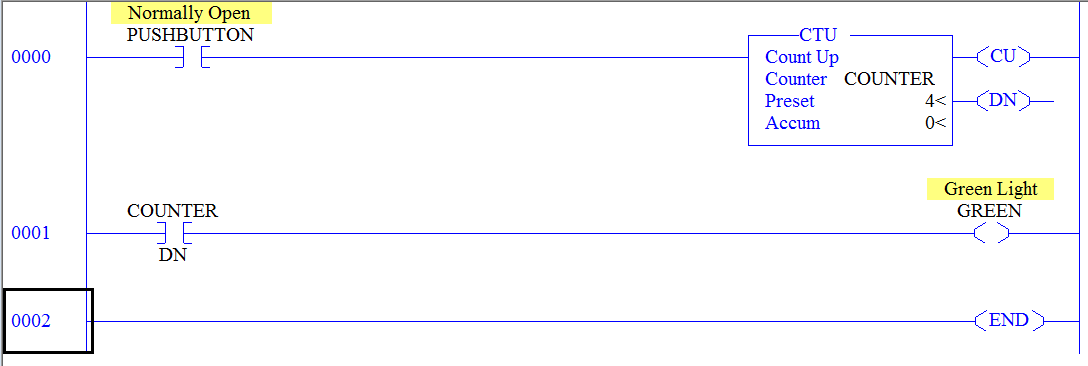 Normally Open
PUSHBUTTON
0000
CTU
Count Up
CU
Counter COUNTER
Preset 4<
DN
Accum 0<
Green Light
COUNTER
GREEN
0001
DN
0002
END